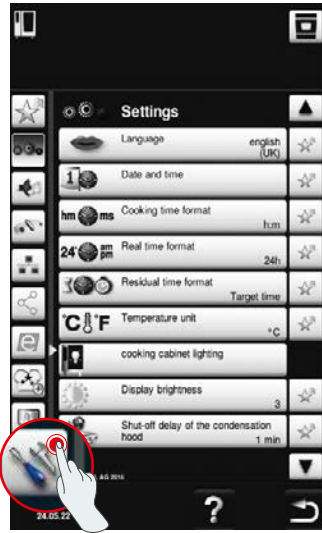 Settings
Language
english
(UK)
1
Date and time
hm ms
Cooking time format
h:m
24 am
pm
Real time format
24h
3
Residual time format
Target time
°C °F
Temperature unit
°C
cooking cabinet lighting
Display brightness
3
Shut-off delay of the condensation
hood
1 min
AG 2016
24.05.22
?